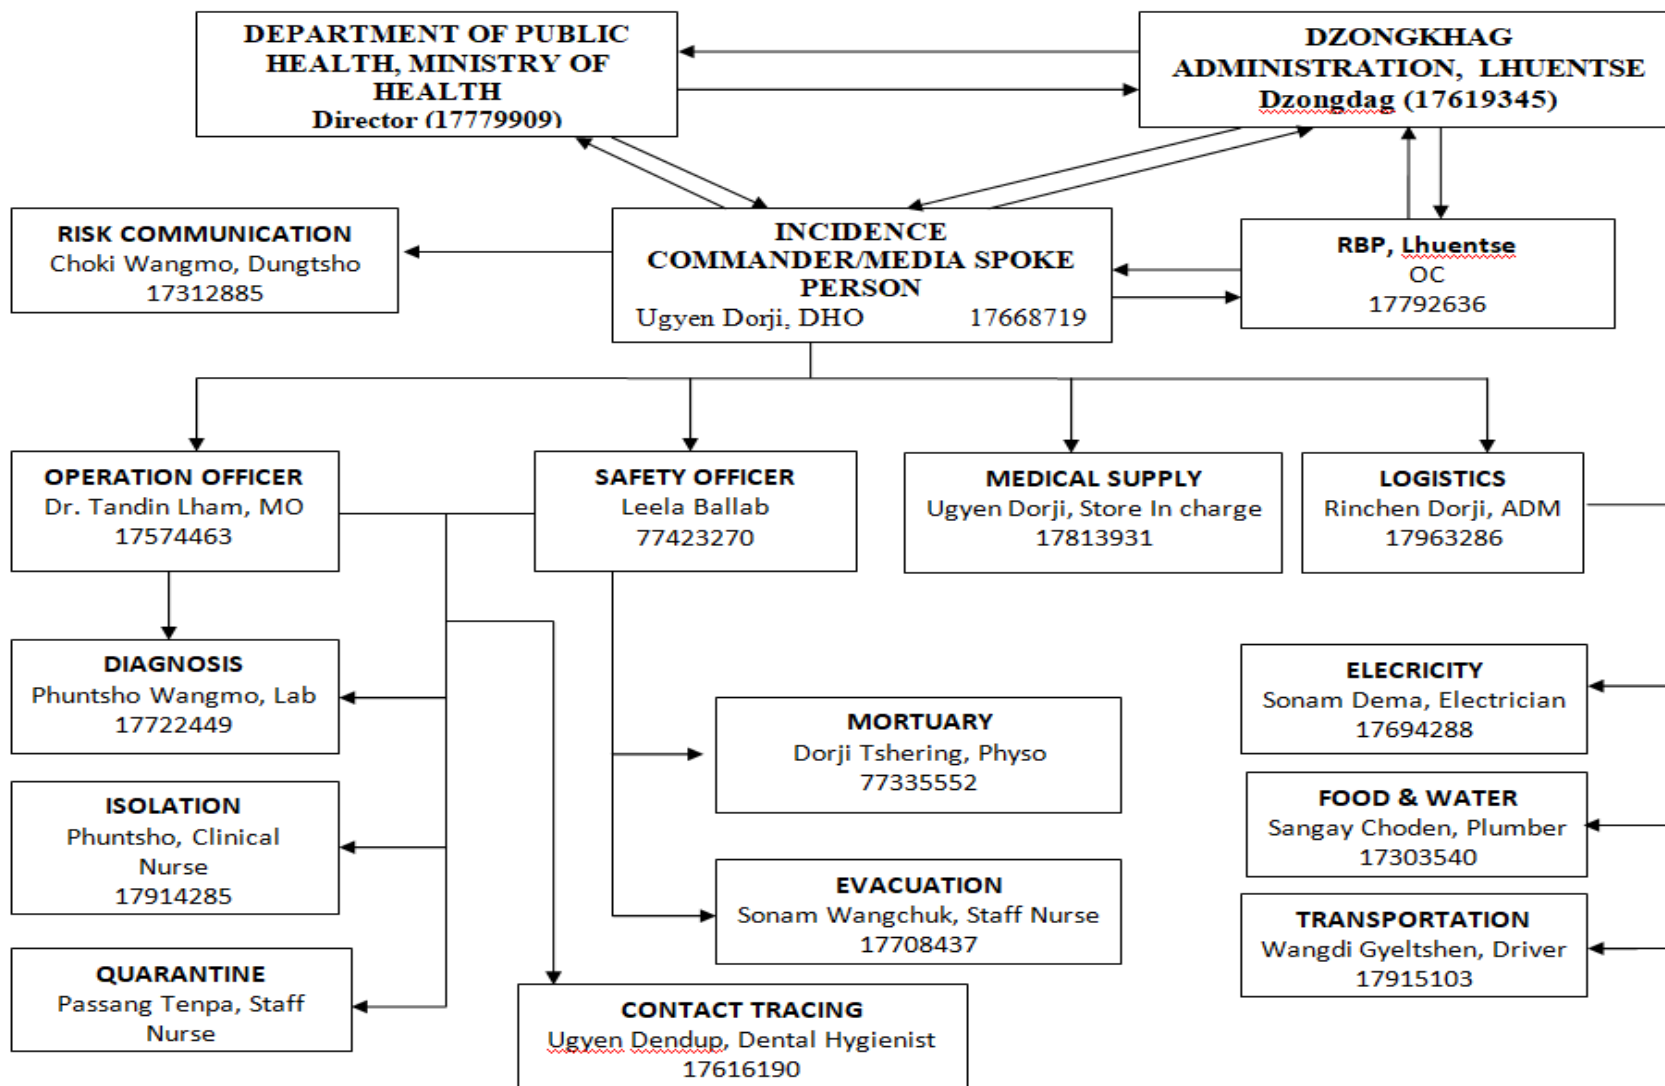 DEPARTMENT OF PUBLIC
HEALTH, MINISTRY OF
HEALTH
Director (17779909)
DZONGKHAG
ADMINISTRATION, LHUENTSE
Dzongdag (17619345)
RISK COMMUNICATION
Choki Wangmo, Dungtsho
17312885
INCIDENCE
COMMANDER/MEDIA SPOKE
PERSON
Ugyen Dorji, DHO 17668719
RBP, Lhuentse
OC
17792636
OPERATION OFFICER
Dr. Tandin Lham, MO
17574463
SAFETY OFFICER
Leela Ballab
77423270
MEDICAL SUPPLY
Ugyen Dorji, Store In charge
17813931
LOGISTICS
Rinchen Dorji, ADM
17963286
DIAGNOSIS
Phuntsho Wangmo, Lab
17722449
ISOLATION
Phuntsho, Clinical
Nurse
17914285
QUARANTINE
Passang Tenpa, Staff
Nurse
MORTUARY
Dorji Tshering, Physo
77335552
EVACUATION
Sonam Wangchuk, Staff Nurse
17708437
CONTACT TRACING
Ugyen Dendup, Dental Hygienist
17616190
ELECRICITY
Sonam Dema, Electrician
17694288
FOOD & WATER
Sangay Choden, Plumber
17303540
TRANSPORTATION
Wangdi Gyeltshen, Driver
17915103